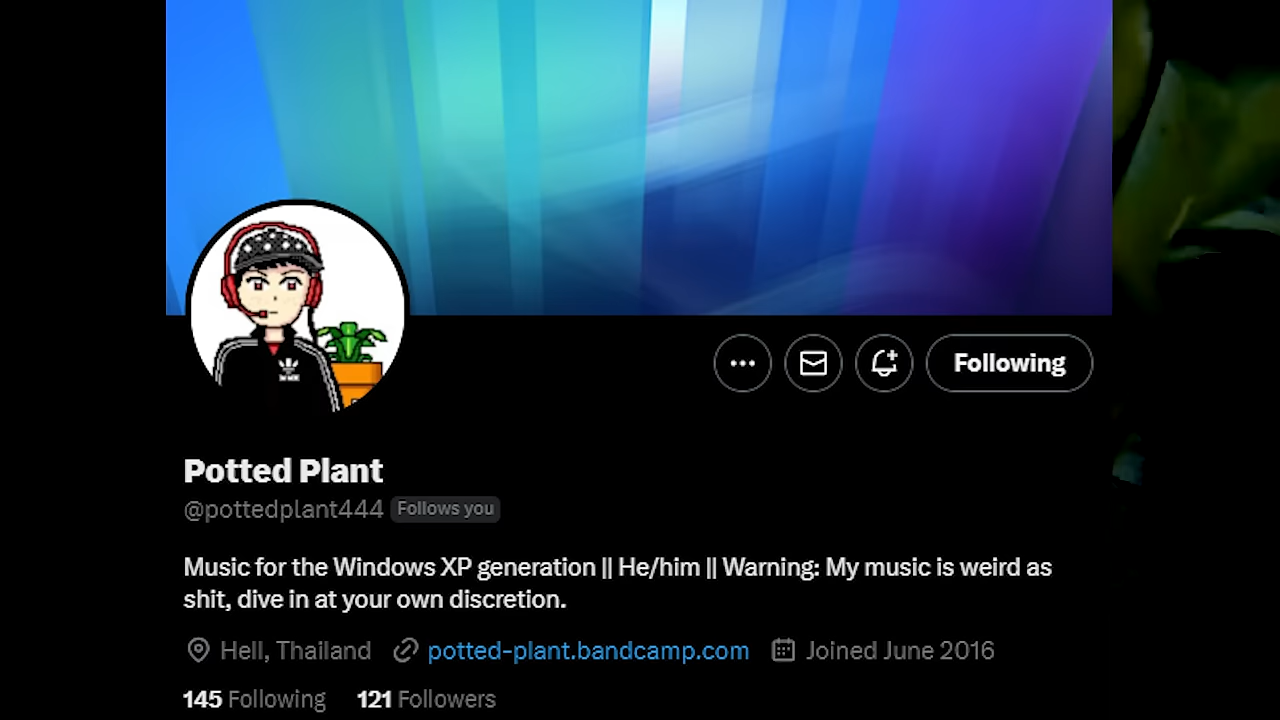 Following
Potted Plant
@pottedplant444 Follows you
Music for the Windows XP generation || He/him || Warning: My music is weird as
shit, dive in at your own discretion.
Hell, Thailand potted-plant.bandcamp.com Joined June 2016
145 Following 121 Followers